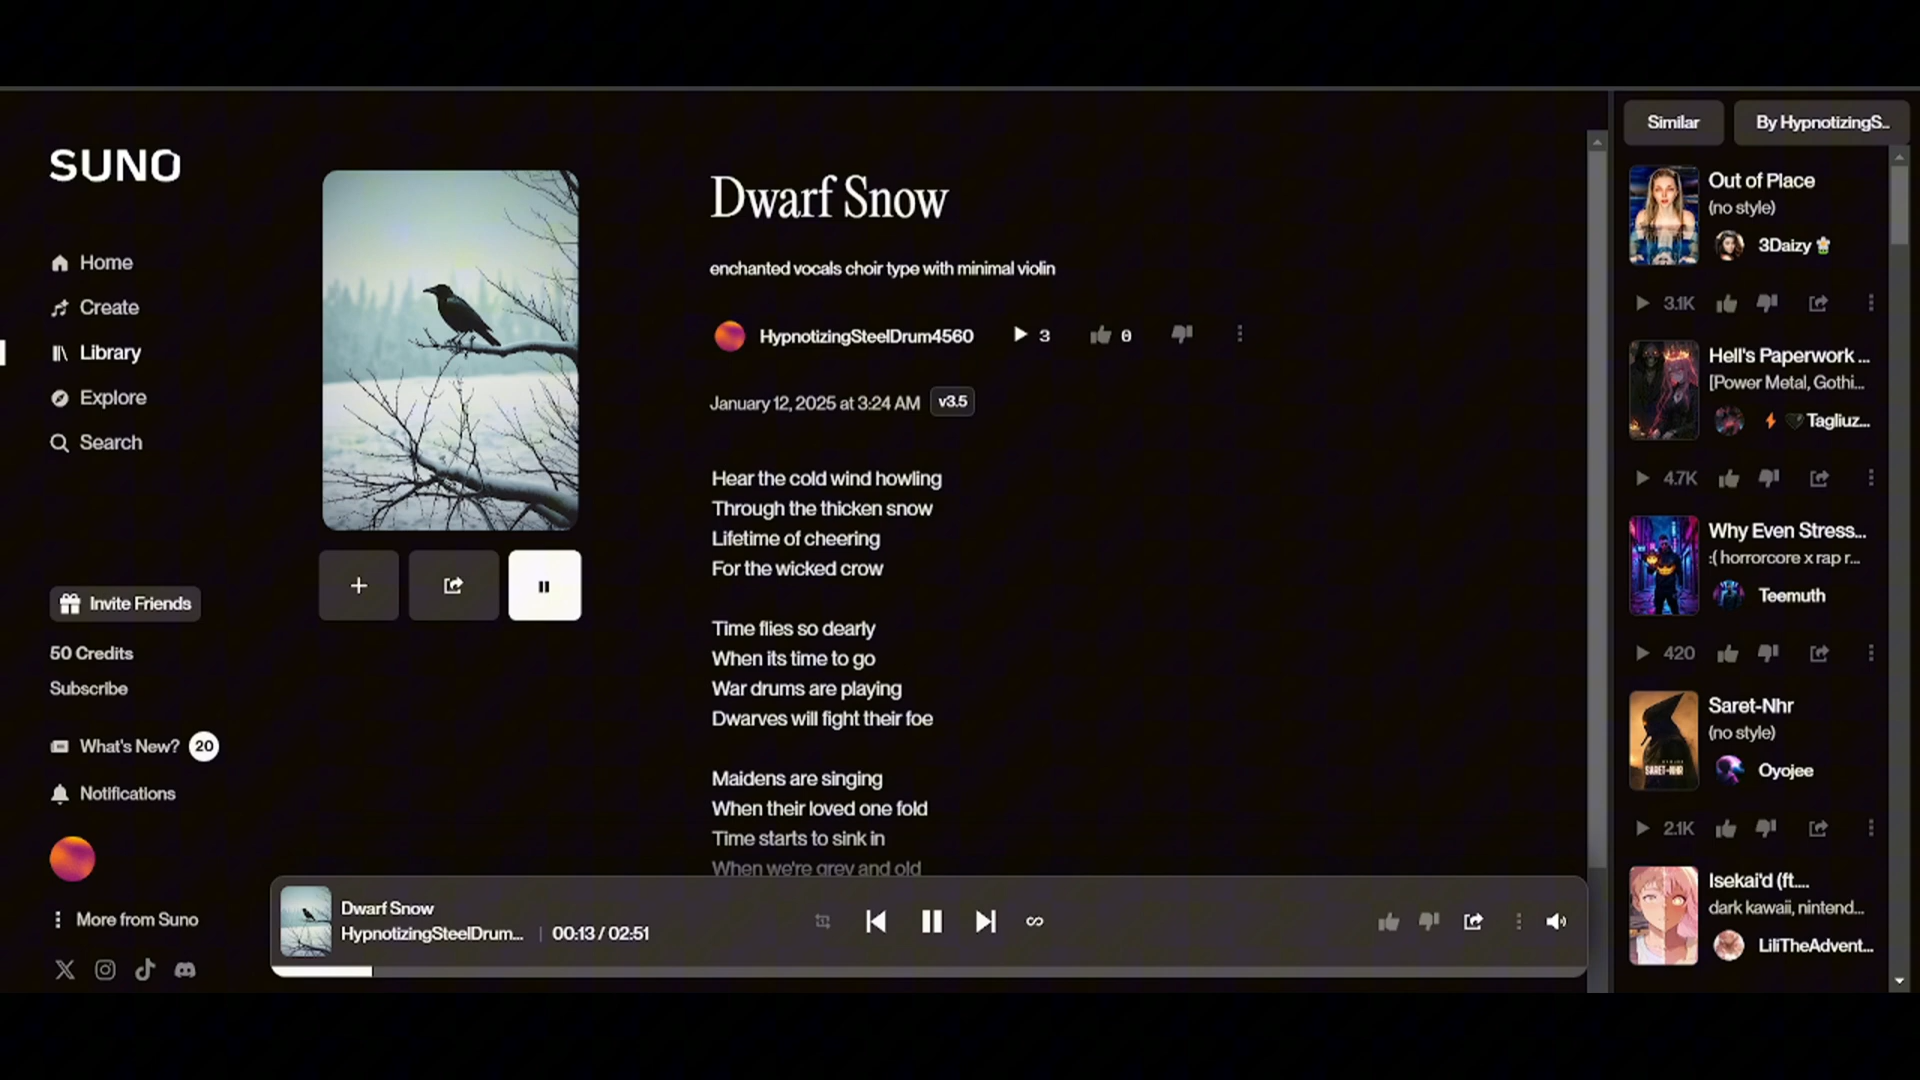 SUNO
Home
Create
Library
Explore
Search
Invite Friends
50 Credits
Subscribe
What's New? 20
Notifications
More from Suno
Dwarf Snow
enchanted vocals choir type with minimal violin
HypnotizingSteelDrum4560 3 0
January 12, 2025 at 3:24 AM v3.5
Hear the cold wind howling
Through the thicken snow
Lifetime of cheering
For the wicked crow
Time flies so dearly
When its time to go
War drums are playing
Dwarves will fight their foe
Maidens are singing
When their loved one fold
Time starts to sink in
When we're grey and old
Dwarf Snow
HypnotizingSteelDrum... | 00:13 / 02:51
Similar By HypnotizingS..
Out of Place
(no style)
3Daizy
3.1K
Hell's Paperwork ...
[Power Metal, Gothi...
Tagliuz...
4.7K
Why Even Stress...
:( horrorcore x rap r...
Teemuth
420
Saret-Nhr
(no style)
Oyojee
SARET-NHR
2.1K
Isekai'd (ft....
dark kawaii, nintend...
LiliTheAdvent...